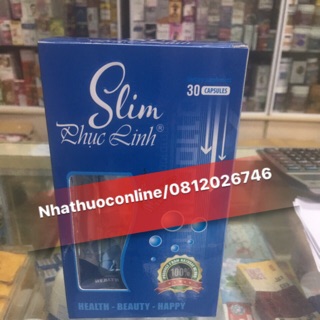 Slim
Phục Linh®
30 CAPSULES
Nhathuoconline/0812026746
100%
HEALTH - BEAUTY - HAPPY